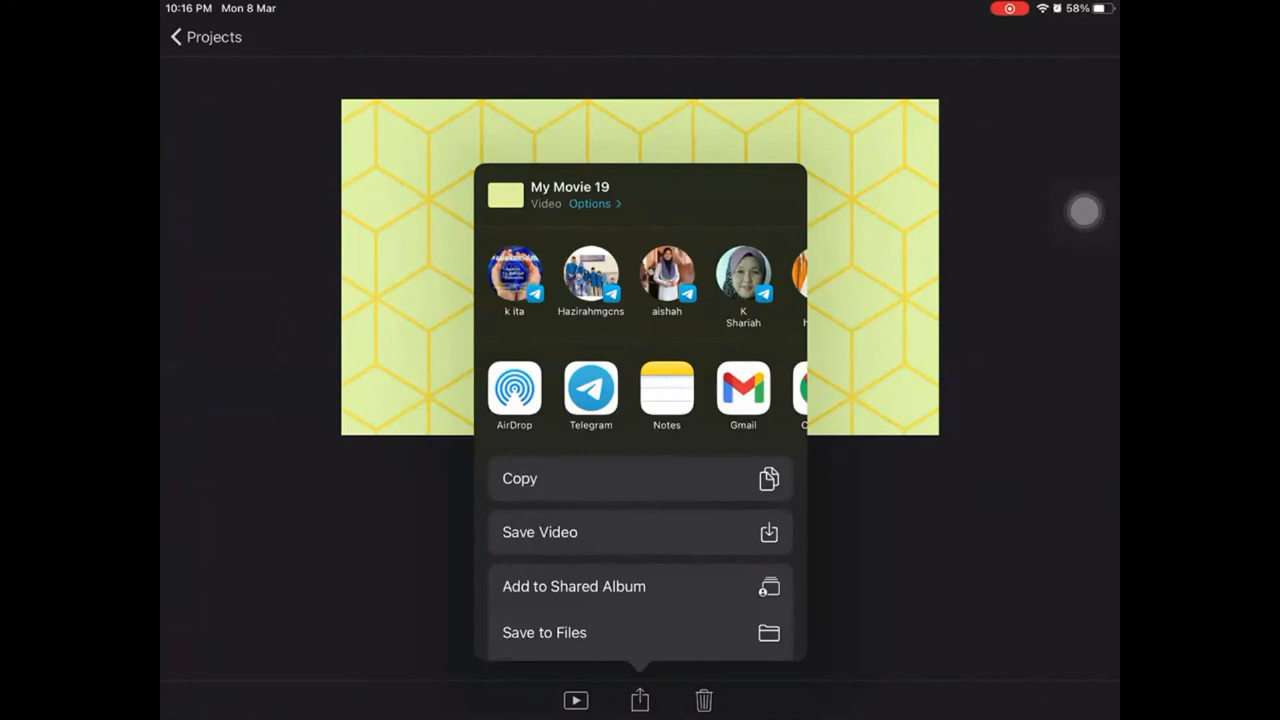 10:16 PM Mon 8 Mar
58%
Projects
My Movie 19
Video Options >
k ita
Hazirahmgcns
aishah
K
Shariah
AirDrop
Telegram
Notes
Gmail
Copy
Save Video
Add to Shared Album
Save to Files